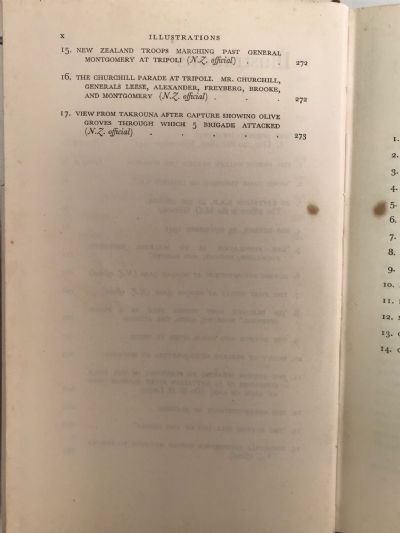 x ILLUSTRATIONS
15. NEW ZEALAND TROOPS MARCHING PAST GENERAL
MONTGOMERY AT TRIPOLI (N.Z. official) . . 272
16. THE CHURCHILL PARADE AT TRIPOLI. MR. CHURCHILL,
GENERALS LEESE, ALEXANDER, FREYBERG, BROOKE,
AND MONTGOMERY (N.Z. official) . . . 272
17. VIEW FROM TAKROUNA AFTER CAPTURE SHOWING OLIVE
GROVES THROUGH WHICH 5 BRIGADE ATTACKED
(N.Z. official) . . . . . 273
1.
2.
3.
4.
5.
6.
7.
8.
9.
10.
11.
12.
13.
14.